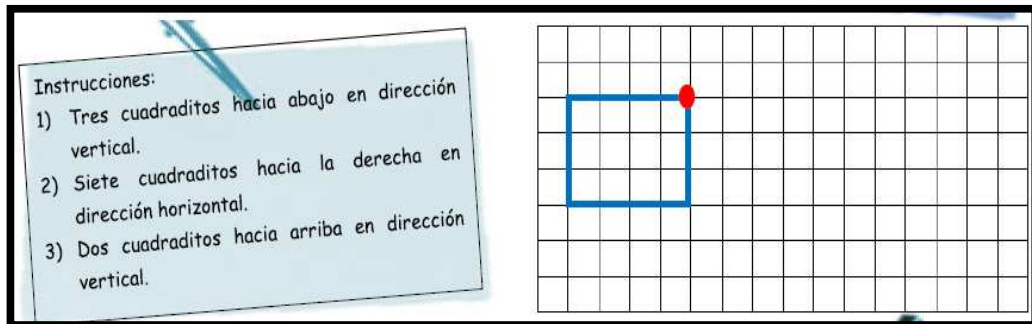 Instrucciones:
1) Tres cuadraditos hacia abajo en dirección
vertical.
2) Siete cuadraditos hacia la derecha en
dirección horizontal.
3) Dos cuadraditos hacia arriba en dirección
vertical.